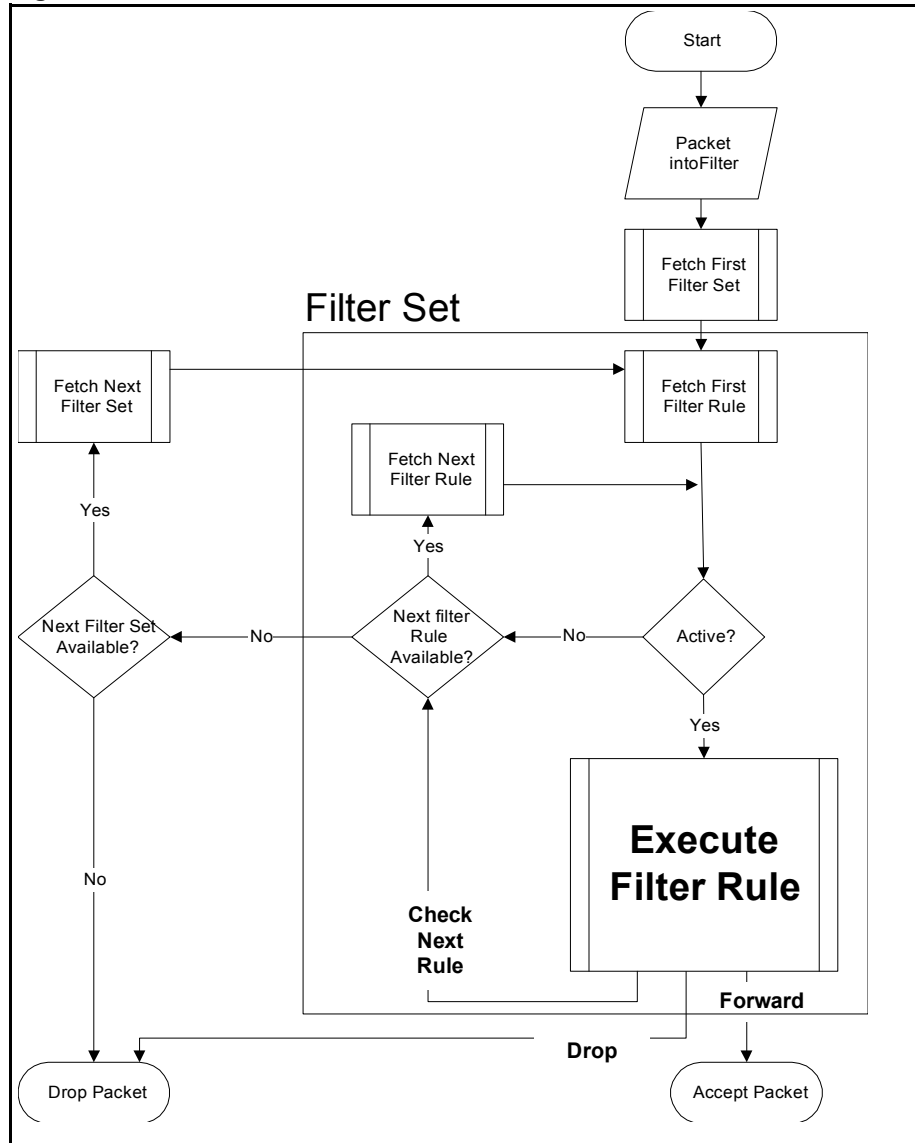 Start
Packet
intoFilter
Fetch First
Filter Set
Filter Set
Fetch Next
Filter Set
Fetch First
Filter Rule
Fetch Next
Filter Rule
Yes
Yes
Next Filter Set
Available?
No
Next filter
Rule
Available?
No
Active?
Yes
Execute
Filter Rule
No
Check
Next
Rule
Forward
Drop
Drop Packet
Accept Packet